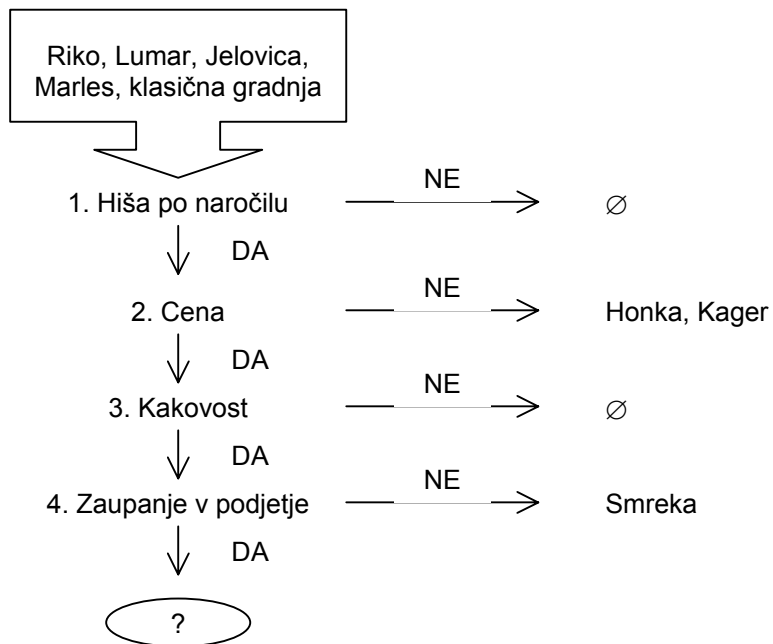 Riko, Lumar, Jelovica,
Marles, klasična gradnja
NE
1. Hiša po naročilu
∅
DA
NE
2. Cena
Honka, Kager
DA
NE
3. Kakovost
∅
DA
NE
4. Zaupanje v podjetje
Smreka
DA
?